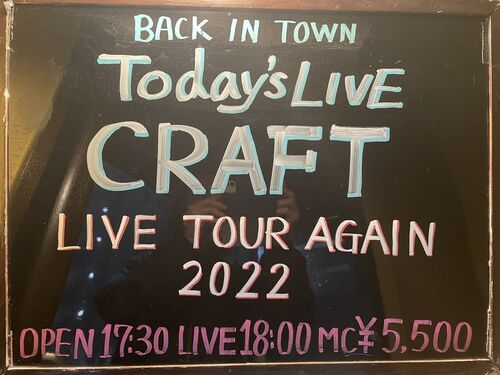 BACK IN TOWN
Today's LIVE
CRAFT
LIVE TOUR AGAIN
2022
OPEN 17:30 LIVE 18:00 MC¥5,500